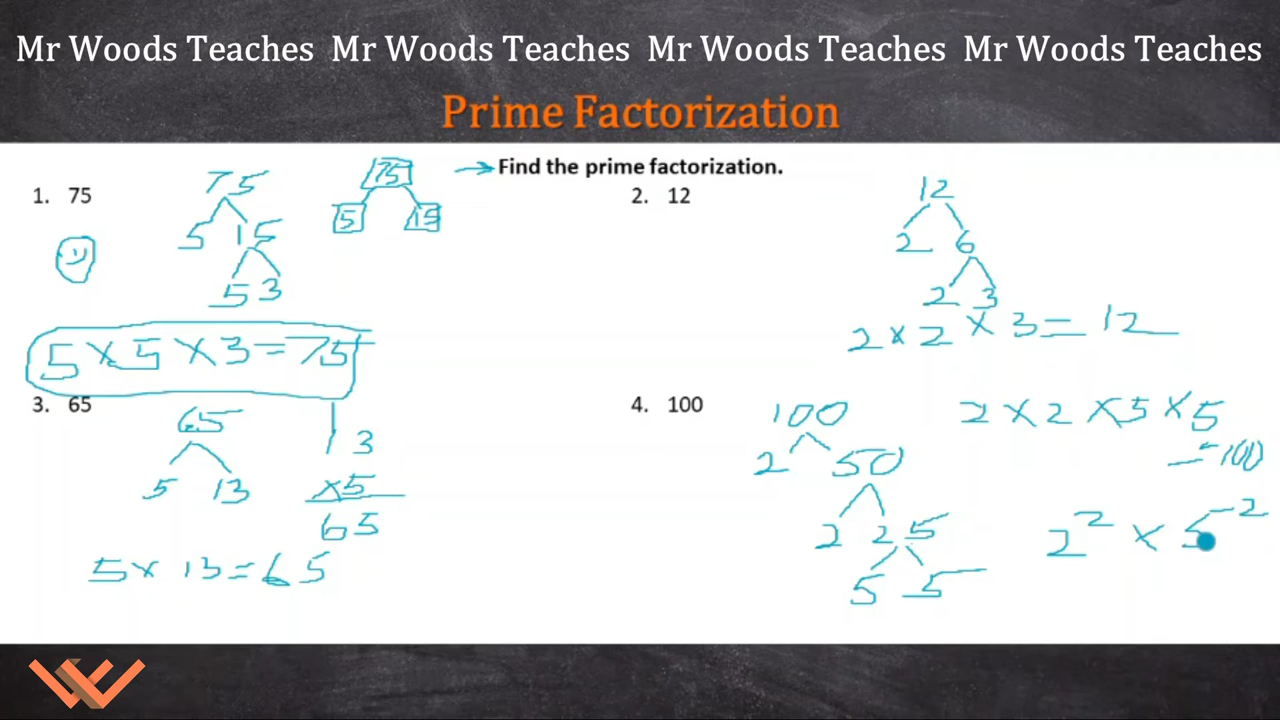 Mr Woods Teaches Mr Woods Teaches Mr Woods Teaches Mr Woods Teaches
Prime Factorization
Find the prime factorization.
1. 75
75
5 15
5 3
75
5 15
5 × 5 × 3 = 75
2. 12
12
2 6
2 3
2 × 2 × 3 = 12
3. 65
65
5 13
13
×5
65
5 × 13 = 65
4. 100
100
2 50
2 25
5 5
2 × 2 × 5 × 5
= 100
2² × 5²